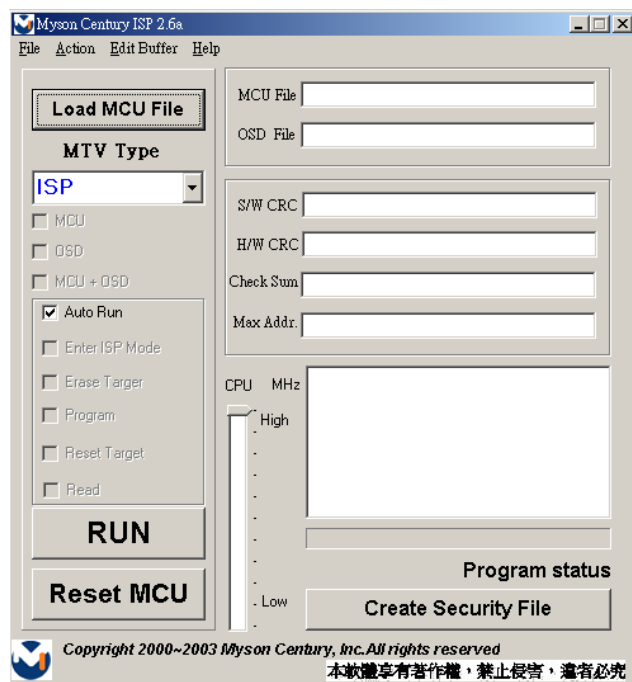 Myson Century ISP 2.6a
File Action Edit Buffer Help
Load MCU File
MTV Type
ISP
MCU
OSD
MCU + OSD
Auto Run
Enter ISP Mode
Erase Targer
Program
Reset Target
Read
RUN
Reset MCU
MCU File
OSD File
S/W CRC
H/W CRC
Check Sum
Max Addr.
CPU MHz
High
Low
Program status
Create Security File
Copyright 2000~2003 Myson Century, Inc.All rights reserved
本軟體享有著作權，禁止侵害，違者必究